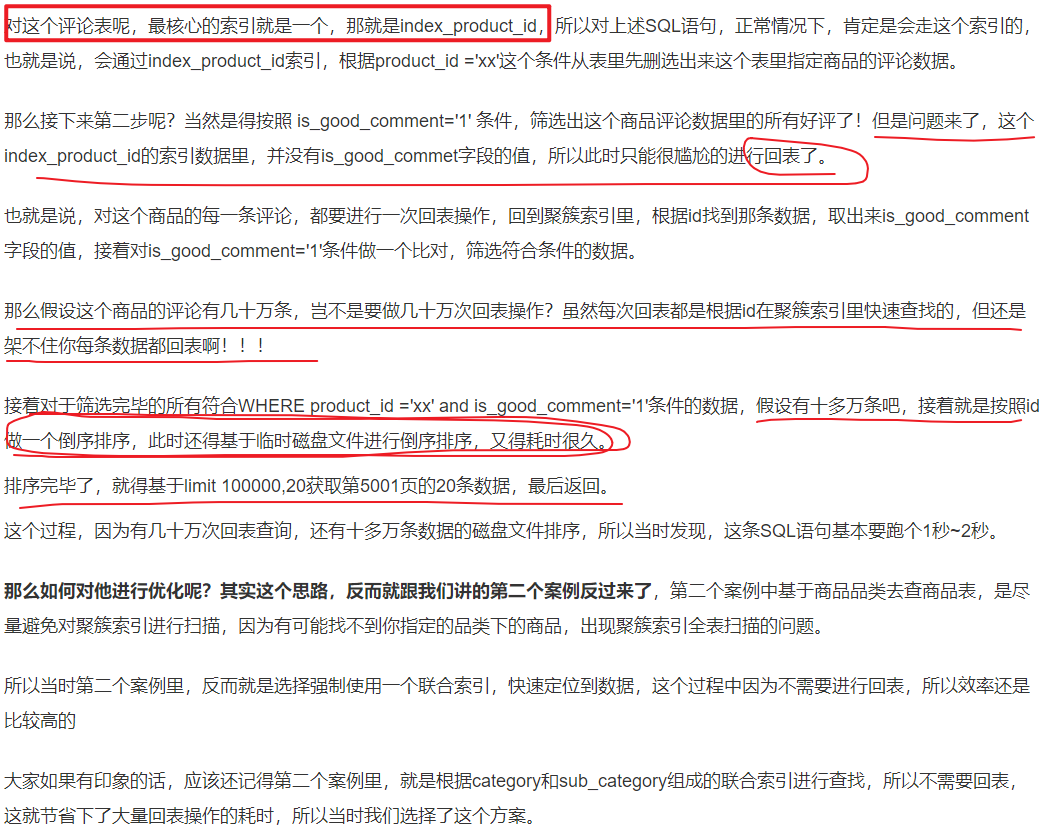 对这个评论表呢，最核心的索引就是一个，那就是index_product_id，所以对上述SQL语句，正常情况下，肯定是会走这个索引的，
也就是说，会通过index_product_id索引，根据product_id ='xx'这个条件从表里先删选出来这个表里指定商品的评论数据。
那么接下来第二步呢？当然是得按照 is_good_comment='1' 条件，筛选出这个商品评论数据里的所有好评了！但是问题来了，这个
index_product_id的索引数据里，并没有is_good_commet字段的值，所以此时只能很尴尬的进行回表了。
也就是说，对这个商品的每一条评论，都要进行一次回表操作，回到聚簇索引里，根据id找到那条数据，取出来is_good_comment
字段的值，接着对is_good_comment='1'条件做一个比对，筛选符合条件的数据。
那么假设这个商品的评论有几十万条，岂不是要做几十万次回表操作？虽然每次回表都是根据id在聚簇索引里快速查找的，但还是
架不住你每条数据都回表啊！！！
接着对于筛选完毕的所有符合WHERE product_id ='xx' and is_good_comment='1'条件的数据，假设有十多万条吧，接着就是按照id
做一个倒序排序，此时还得基于临时磁盘文件进行倒序排序，又得耗时很久。
排序完毕了，就得基于limit 100000,20获取第5001页的20条数据，最后返回。
这个过程，因为有几十万次回表查询，还有十多万条数据的磁盘文件排序，所以当时发现，这条SQL语句基本要跑个1秒~2秒。
那么如何对他进行优化呢？其实这个思路，反而就跟我们讲的第二个案例反过来了，第二个案例中基于商品品类去查商品表，是尽
量避免对聚簇索引进行扫描，因为有可能找不到你指定的品类下的商品，出现聚簇索引全表扫描的问题。
所以当时第二个案例里，反而就是选择强制使用一个联合索引，快速定位到数据，这个过程中因为不需要进行回表，所以效率还是
比较高的
大家如果有印象的话，应该还记得第二个案例里，就是根据category和sub_category组成的联合索引进行查找，所以不需要回表，
这就节省下了大量回表操作的耗时，所以当时我们选择了这个方案。